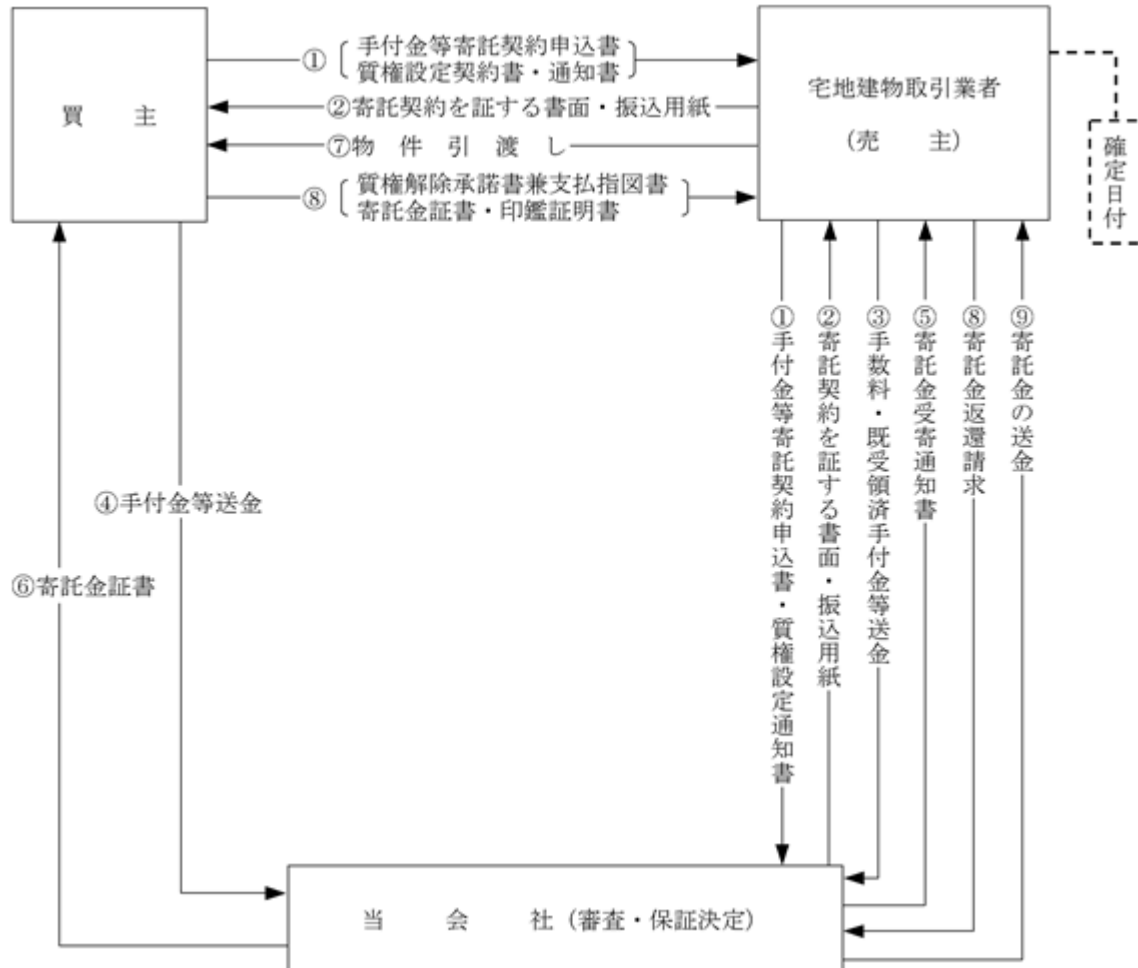 ① 手付金等寄託契約申込書
質権設定契約書・通知書
②寄託契約を証する書面・振込用紙
⑦物件引渡し
⑧ 質権解除承諾書兼支払指図書
寄託金証書・印鑑証明書
買主
宅地建物取引業者
(売主)
確定日付
①手付金等寄託契約申込書・質権設定通知書
②寄託契約を証する書面・振込用紙
③手数料・既受領済手付金等送金
⑤寄託金受寄通知書
⑧寄託金返還請求
⑨寄託金の送金
④手付金等送金
⑥寄託金証書
当会社(審査・保証決定)